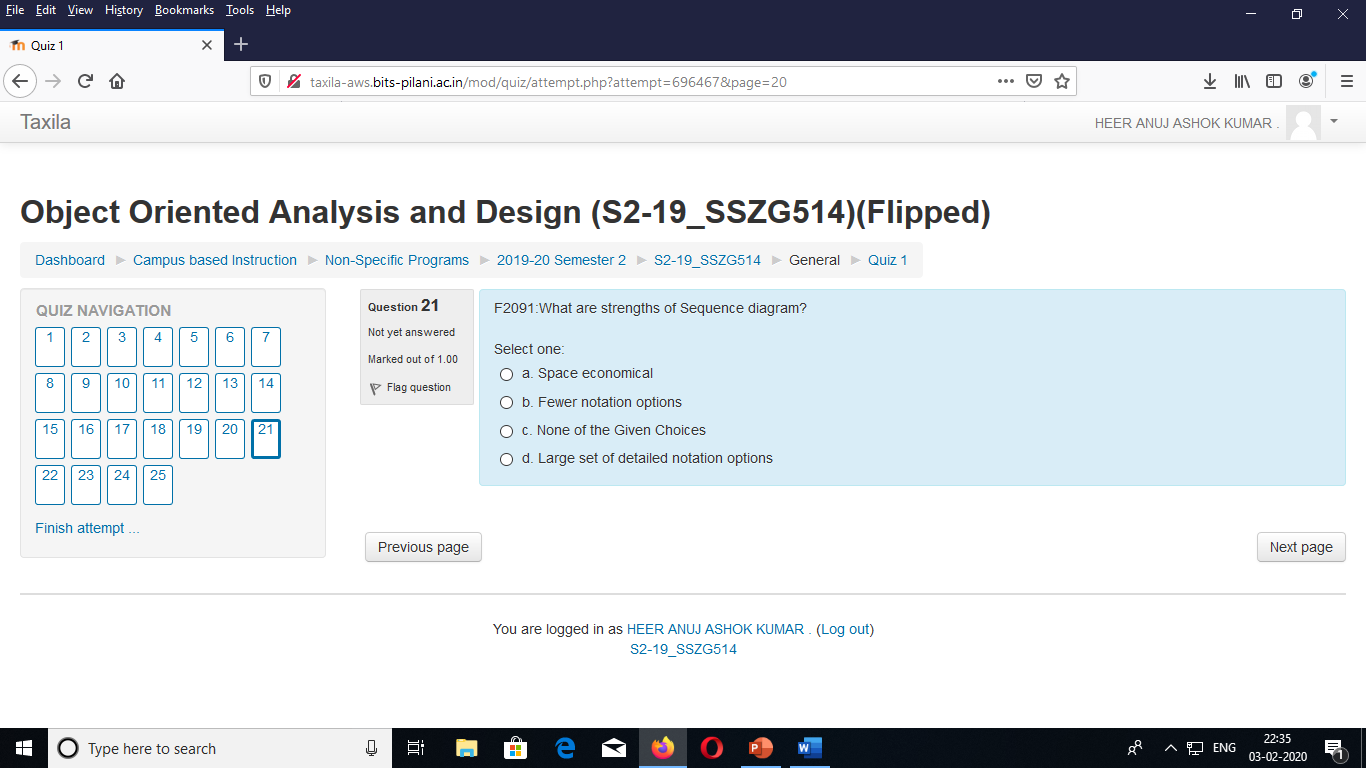 File Edit View History Bookmarks Tools Help
Quiz 1
taxila-aws.bits-pilani.ac.in/mod/quiz/attempt.php?attempt=696467&page=20
Taxila
HEER ANUJ ASHOK KUMAR .
Object Oriented Analysis and Design (S2-19_SSZG514)(Flipped)
Dashboard Campus based Instruction Non-Specific Programs 2019-20 Semester 2 S2-19_SSZG514 General Quiz 1
QUIZ NAVIGATION
1 2 3 4 5 6 7
8 9 10 11 12 13 14
15 16 17 18 19 20 21
22 23 24 25
Finish attempt ...
Question 21
Not yet answered
Marked out of 1.00
Flag question
F2091:What are strengths of Sequence diagram?
Select one:
a. Space economical
b. Fewer notation options
c. None of the Given Choices
d. Large set of detailed notation options
Previous page
Next page
You are logged in as HEER ANUJ ASHOK KUMAR . (Log out)
S2-19_SSZG514
Type here to search
ENG
22:35
03-02-2020
1